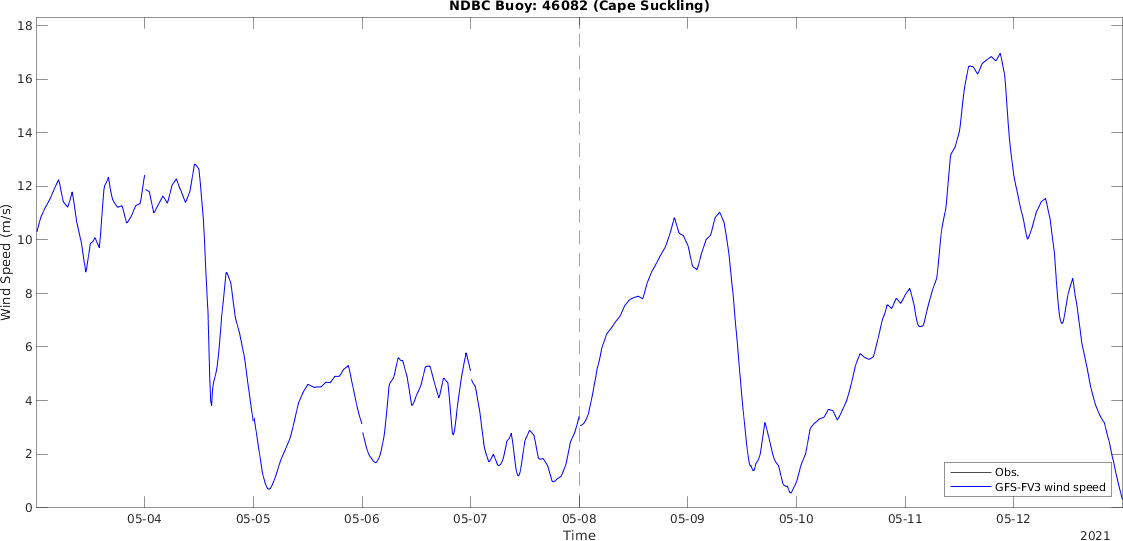 NDBC Buoy: 46082 (Cape Suckling)
18
16
14
12
10
8
6
4
2
0
Wind Speed (m/s)
Obs.
GFS-FV3 wind speed
05-04 05-05 05-06 05-07 05-08 05-09 05-10 05-11 05-12
Time
2021